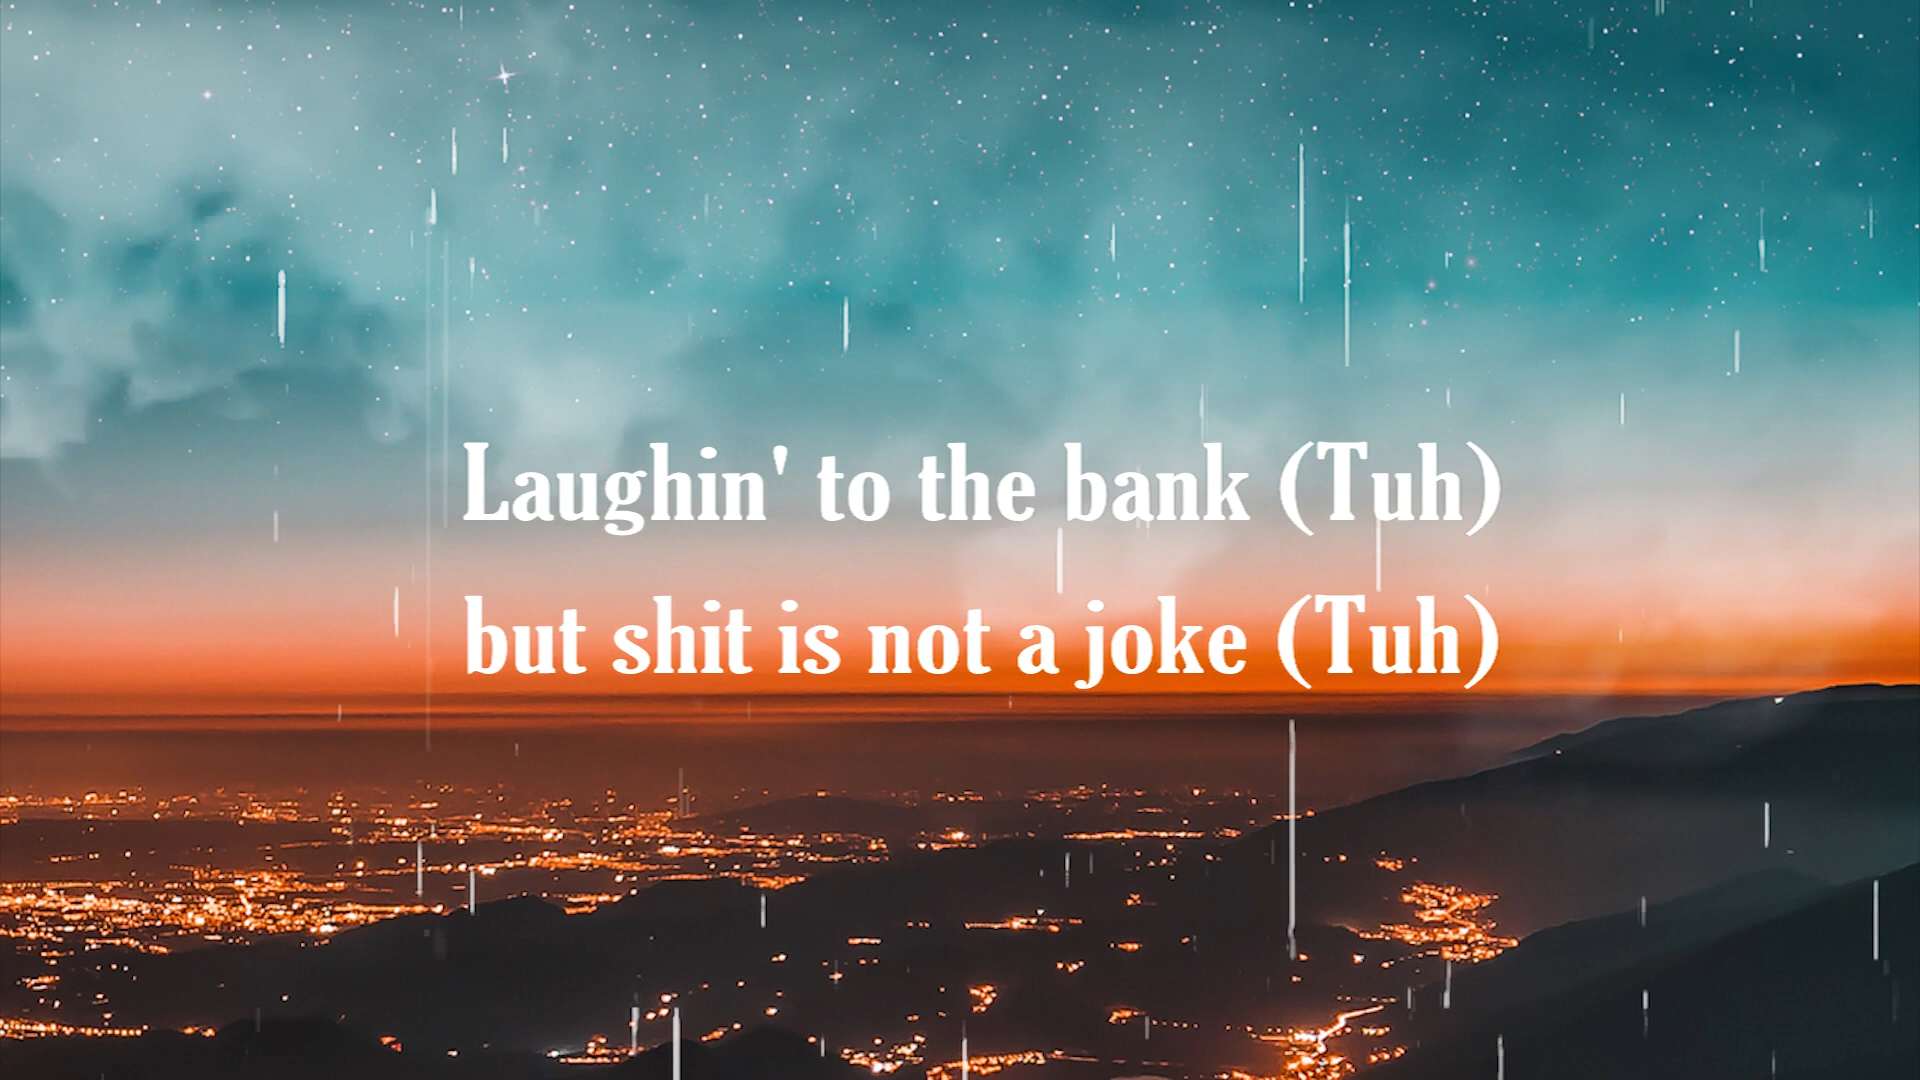 Laughin' to the bank (Tuh)
but shit is not a joke (Tuh)